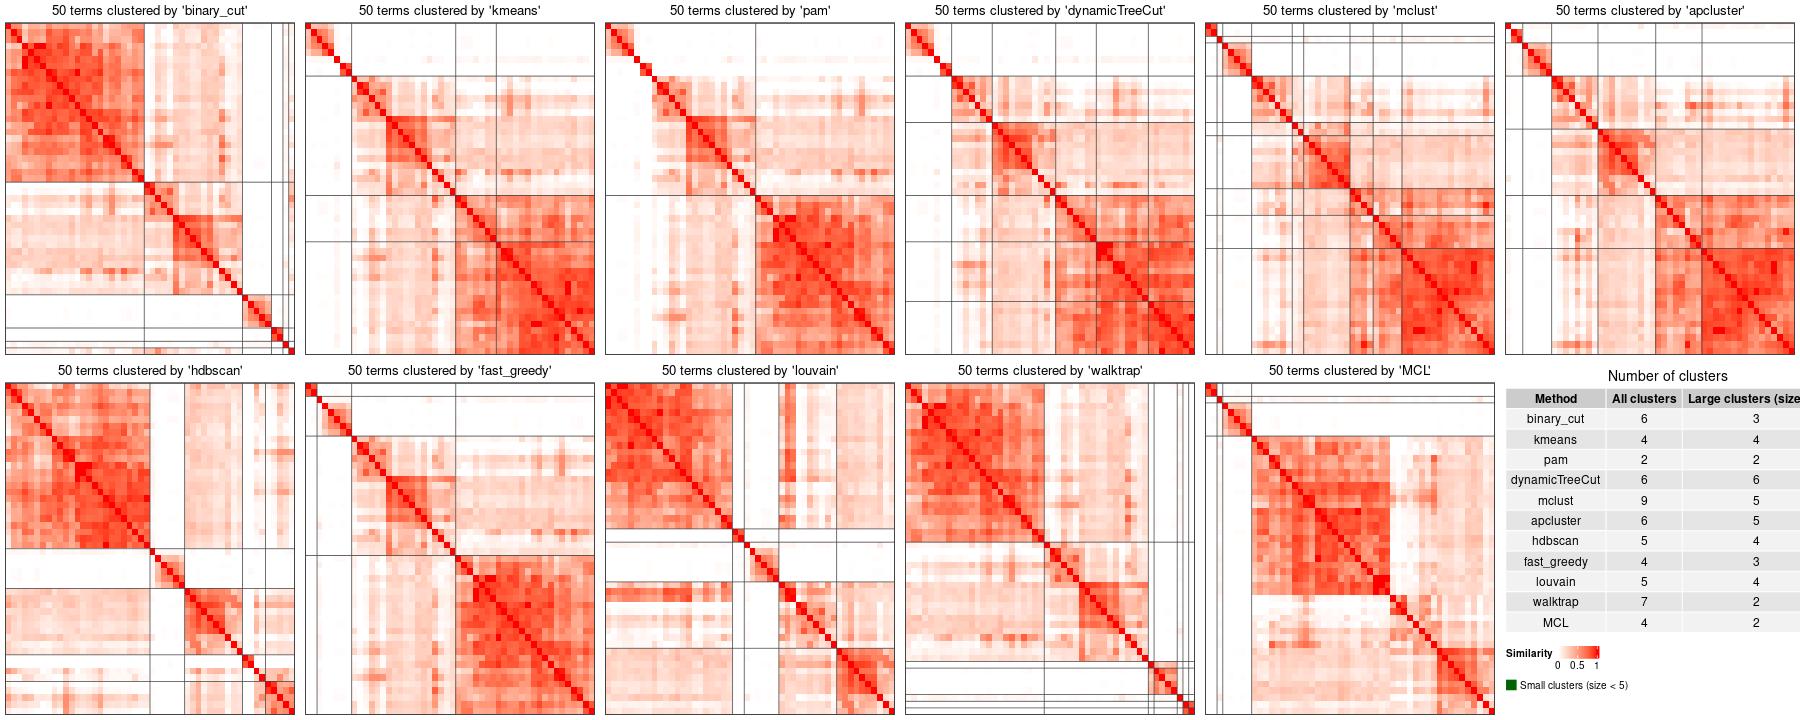 50 terms clustered by 'binary_cut'
50 terms clustered by 'kmeans'
50 terms clustered by 'pam'
50 terms clustered by 'dynamicTreeCut'
50 terms clustered by 'mclust'
50 terms clustered by 'apcluster'
50 terms clustered by 'hdbscan'
50 terms clustered by 'fast_greedy'
50 terms clustered by 'louvain'
50 terms clustered by 'walktrap'
50 terms clustered by 'MCL'
Number of clusters
Method All clusters Large clusters (size
binary_cut 6 3
kmeans 4 4
pam 2 2
dynamicTreeCut 6 6
mclust 9 5
apcluster 6 5
hdbscan 5 4
fast_greedy 4 3
louvain 5 4
walktrap 7 2
MCL 4 2
Similarity
0 0.5 1
Small clusters (size < 5)